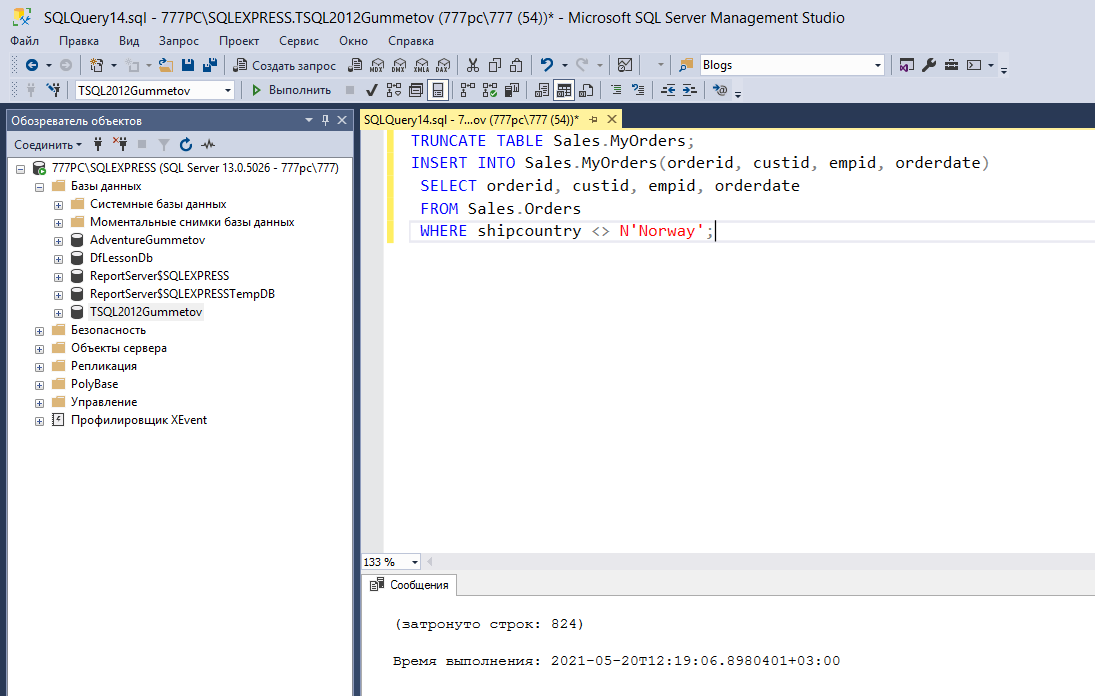 SQLQuery14.sql - 777PC\SQLEXPRESS.TSQL2012Gummetov (777pc\777 (54))* - Microsoft SQL Server Management Studio
Файл Правка Вид Запрос Проект Сервис Окно Справка
Создать запрос MDX DMX XMLA DAX Blogs
TSQL2012Gummetov Выполнить
Обозреватель объектов
Соединить
777PC\SQLEXPRESS (SQL Server 13.0.5026 - 777pc\777)
Базы данных
Системные базы данных
Моментальные снимки базы данных
AdventureGummetov
DfLessonDb
ReportServer$SQLEXPRESS
ReportServer$SQLEXPRESSTempDB
TSQL2012Gummetov
Безопасность
Объекты сервера
Репликация
PolyBase
Управление
Профилировщик XEvent
SQLQuery14.sql - 7...ov (777pc\777 (54))*
TRUNCATE TABLE Sales.MyOrders;
INSERT INTO Sales.MyOrders(orderid, custid, empid, orderdate)
SELECT orderid, custid, empid, orderdate
FROM Sales.Orders
WHERE shipcountry <> N'Norway';
133 %
Сообщения
(затронуто строк: 824)
Время выполнения: 2021-05-20T12:19:06.8980401+03:00